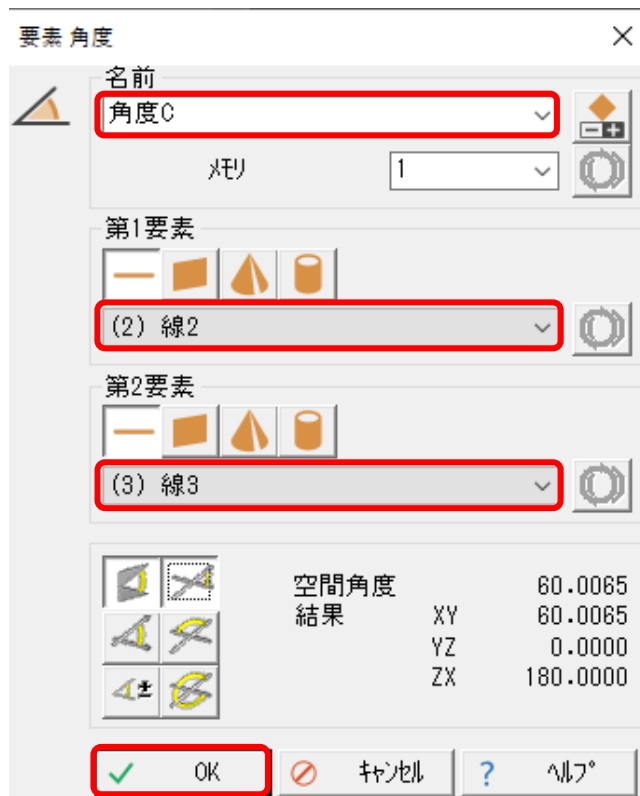 要素 角度
名前
角度C
ﾒﾓﾘ 1
第1要素
(2) 線2
第2要素
(3) 線3
空間角度 60.0065
結果 XY 60.0065
YZ 0.0000
ZX 180.0000
OK ｷｬﾝｾﾙ ? ﾍﾙﾌﾟ